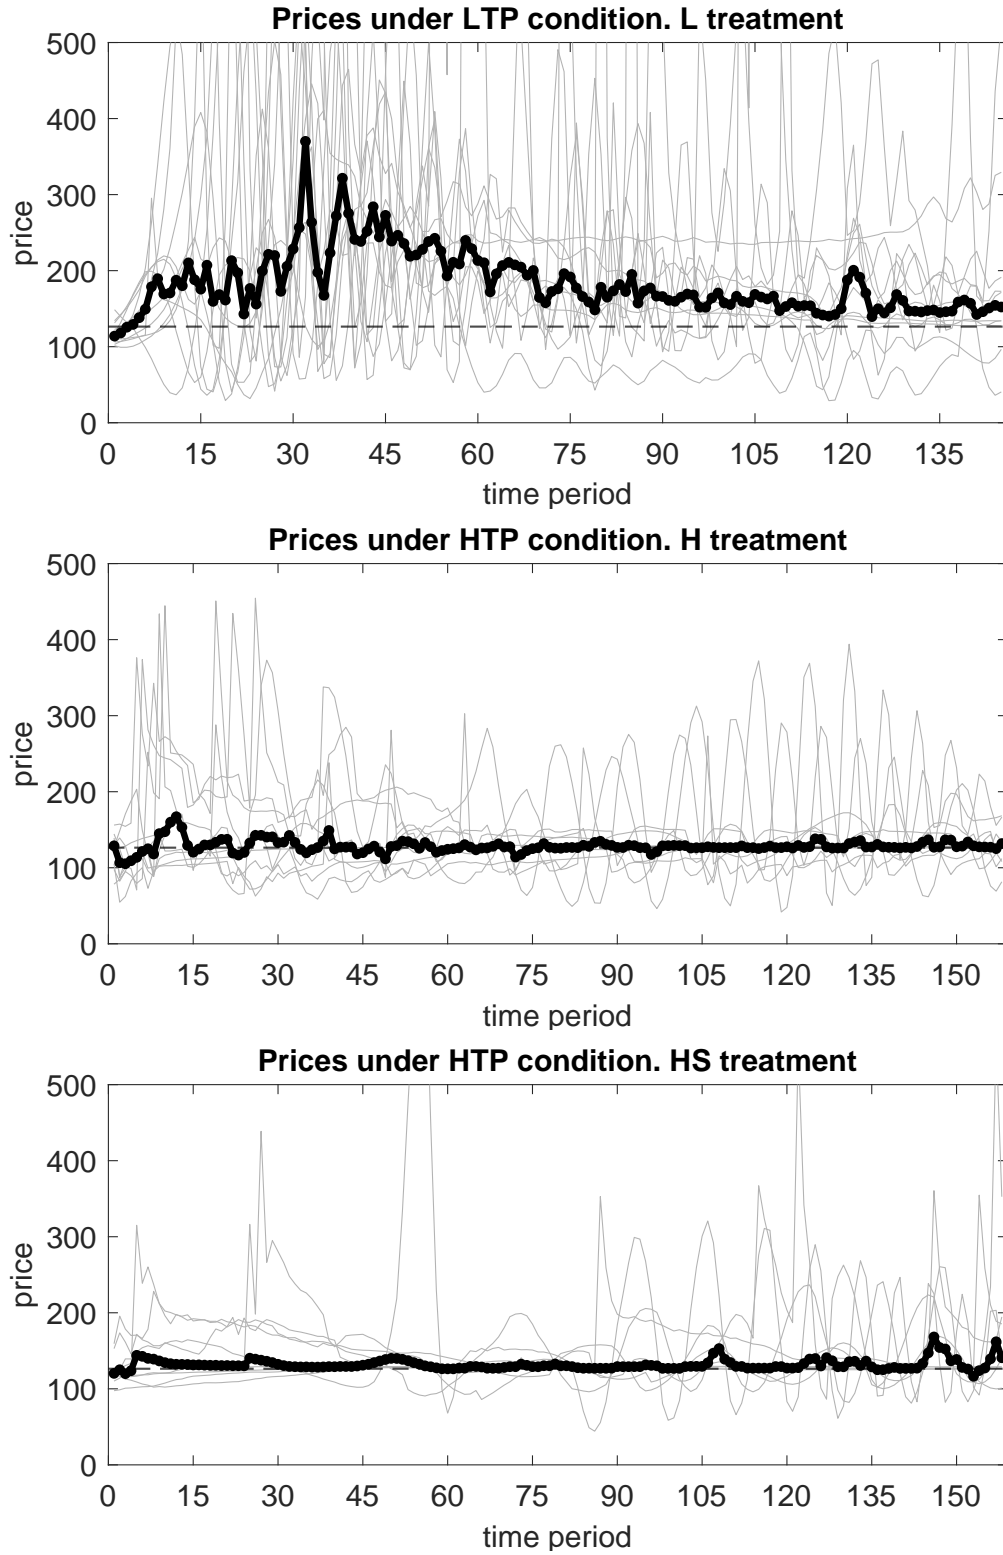 Prices under LTP condition. L treatment
500
400
300
200
100
0
price
0 15 30 45 60 75 90 105 120 135
time period
Prices under HTP condition. H treatment
500
400
300
200
100
0
price
0 15 30 45 60 75 90 105 120 135 150
time period
Prices under HTP condition. HS treatment
500
400
300
200
100
0
price
0 15 30 45 60 75 90 105 120 135 150
time period